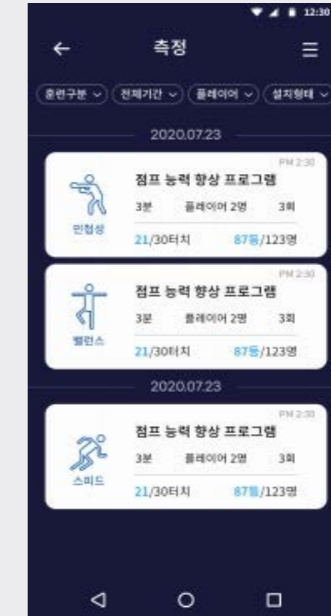 12:30
측정
훈련구분 전체기간 플레이어 설치형태
2020.07.23
PM 2:30
점프 능력 향상 프로그램
3분 플레이어 2명 3회
민첩성
21/30터치 87등/123명
PM 2:30
점프 능력 향상 프로그램
3분 플레이어 2명 3회
밸런스
21/30터치 87등/123명
2020.07.23
PM 2:30
점프 능력 향상 프로그램
3분 플레이어 2명 3회
스피드
21/30터치 87등/123명